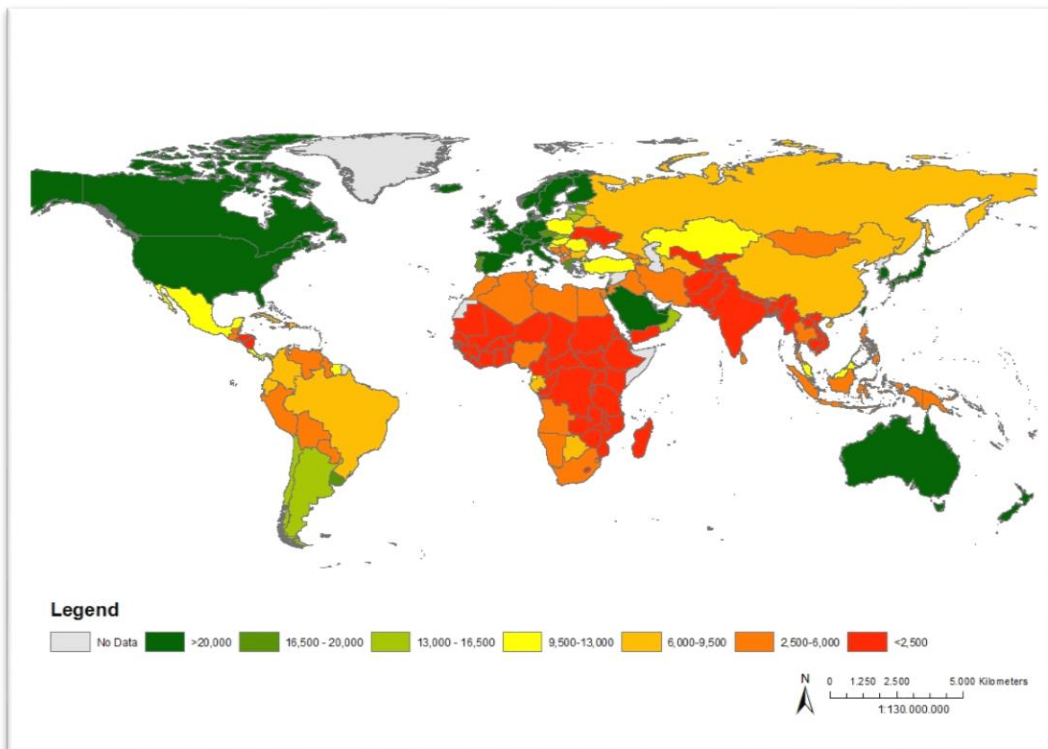 Legend
No Data >20,000 16,500 - 20,000 13,000 - 16,500 9,500-13,000 6,000-9,500 2,500-6,000 <2,500
N
0 1.250 2.500 5.000 Kilometers
1:130.000.000